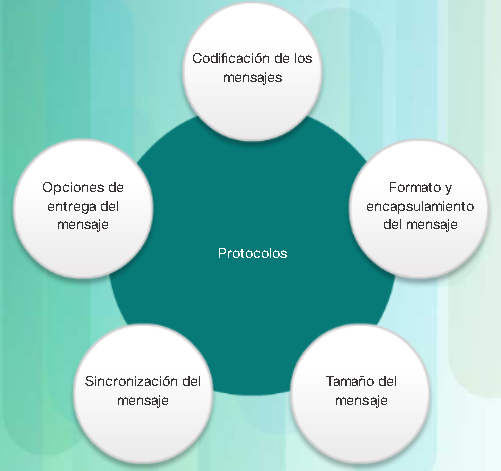 Codificación de los
mensajes
Opciones de
entrega del
mensaje
Formato y
encapsulamiento
del mensaje
Protocolos
Sincronización del
mensaje
Tamaño del
mensaje